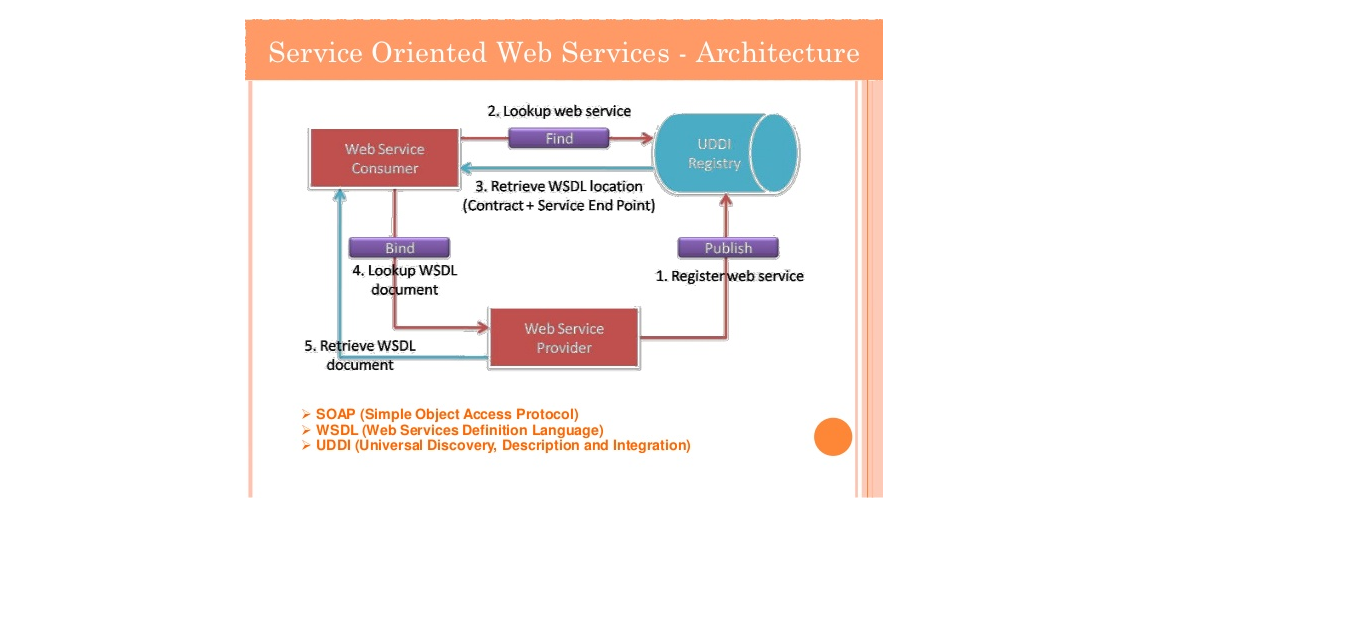 Service Oriented Web Services - Architecture
2. Lookup web service
Find
Web Service
Consumer
UDDI
Registry
3. Retrieve WSDL location
(Contract + Service End Point)
Bind
Publish
4. Lookup WSDL
document
1. Register web service
Web Service
Provider
5. Retrieve WSDL
document
➢ SOAP (Simple Object Access Protocol)
➢ WSDL (Web Services Definition Language)
➢ UDDI (Universal Discovery, Description and Integration)